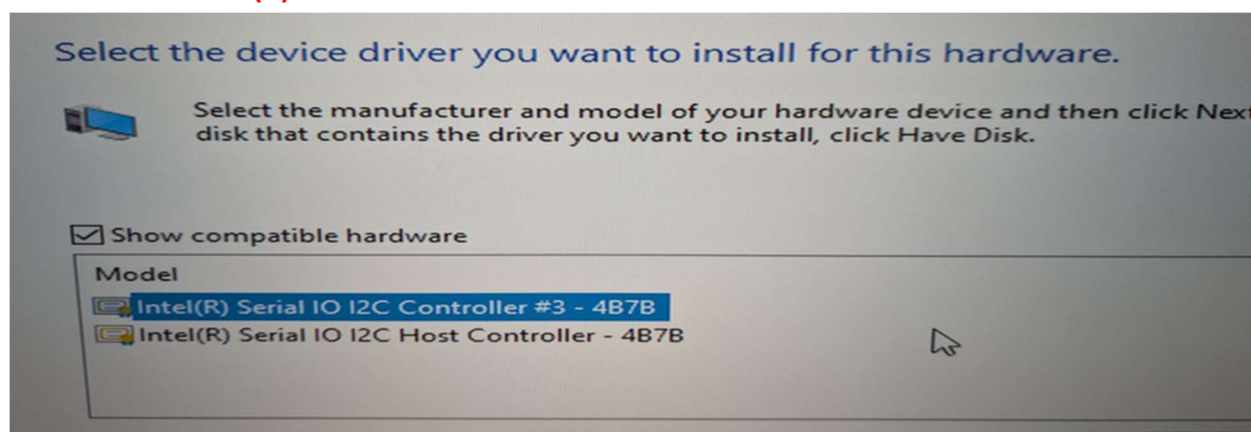 Select the device driver you want to install for this hardware.
Select the manufacturer and model of your hardware device and then click Next
disk that contains the driver you want to install, click Have Disk.
Show compatible hardware
Model
Intel(R) Serial IO I2C Controller #3 - 4B7B
Intel(R) Serial IO I2C Host Controller - 4B7B